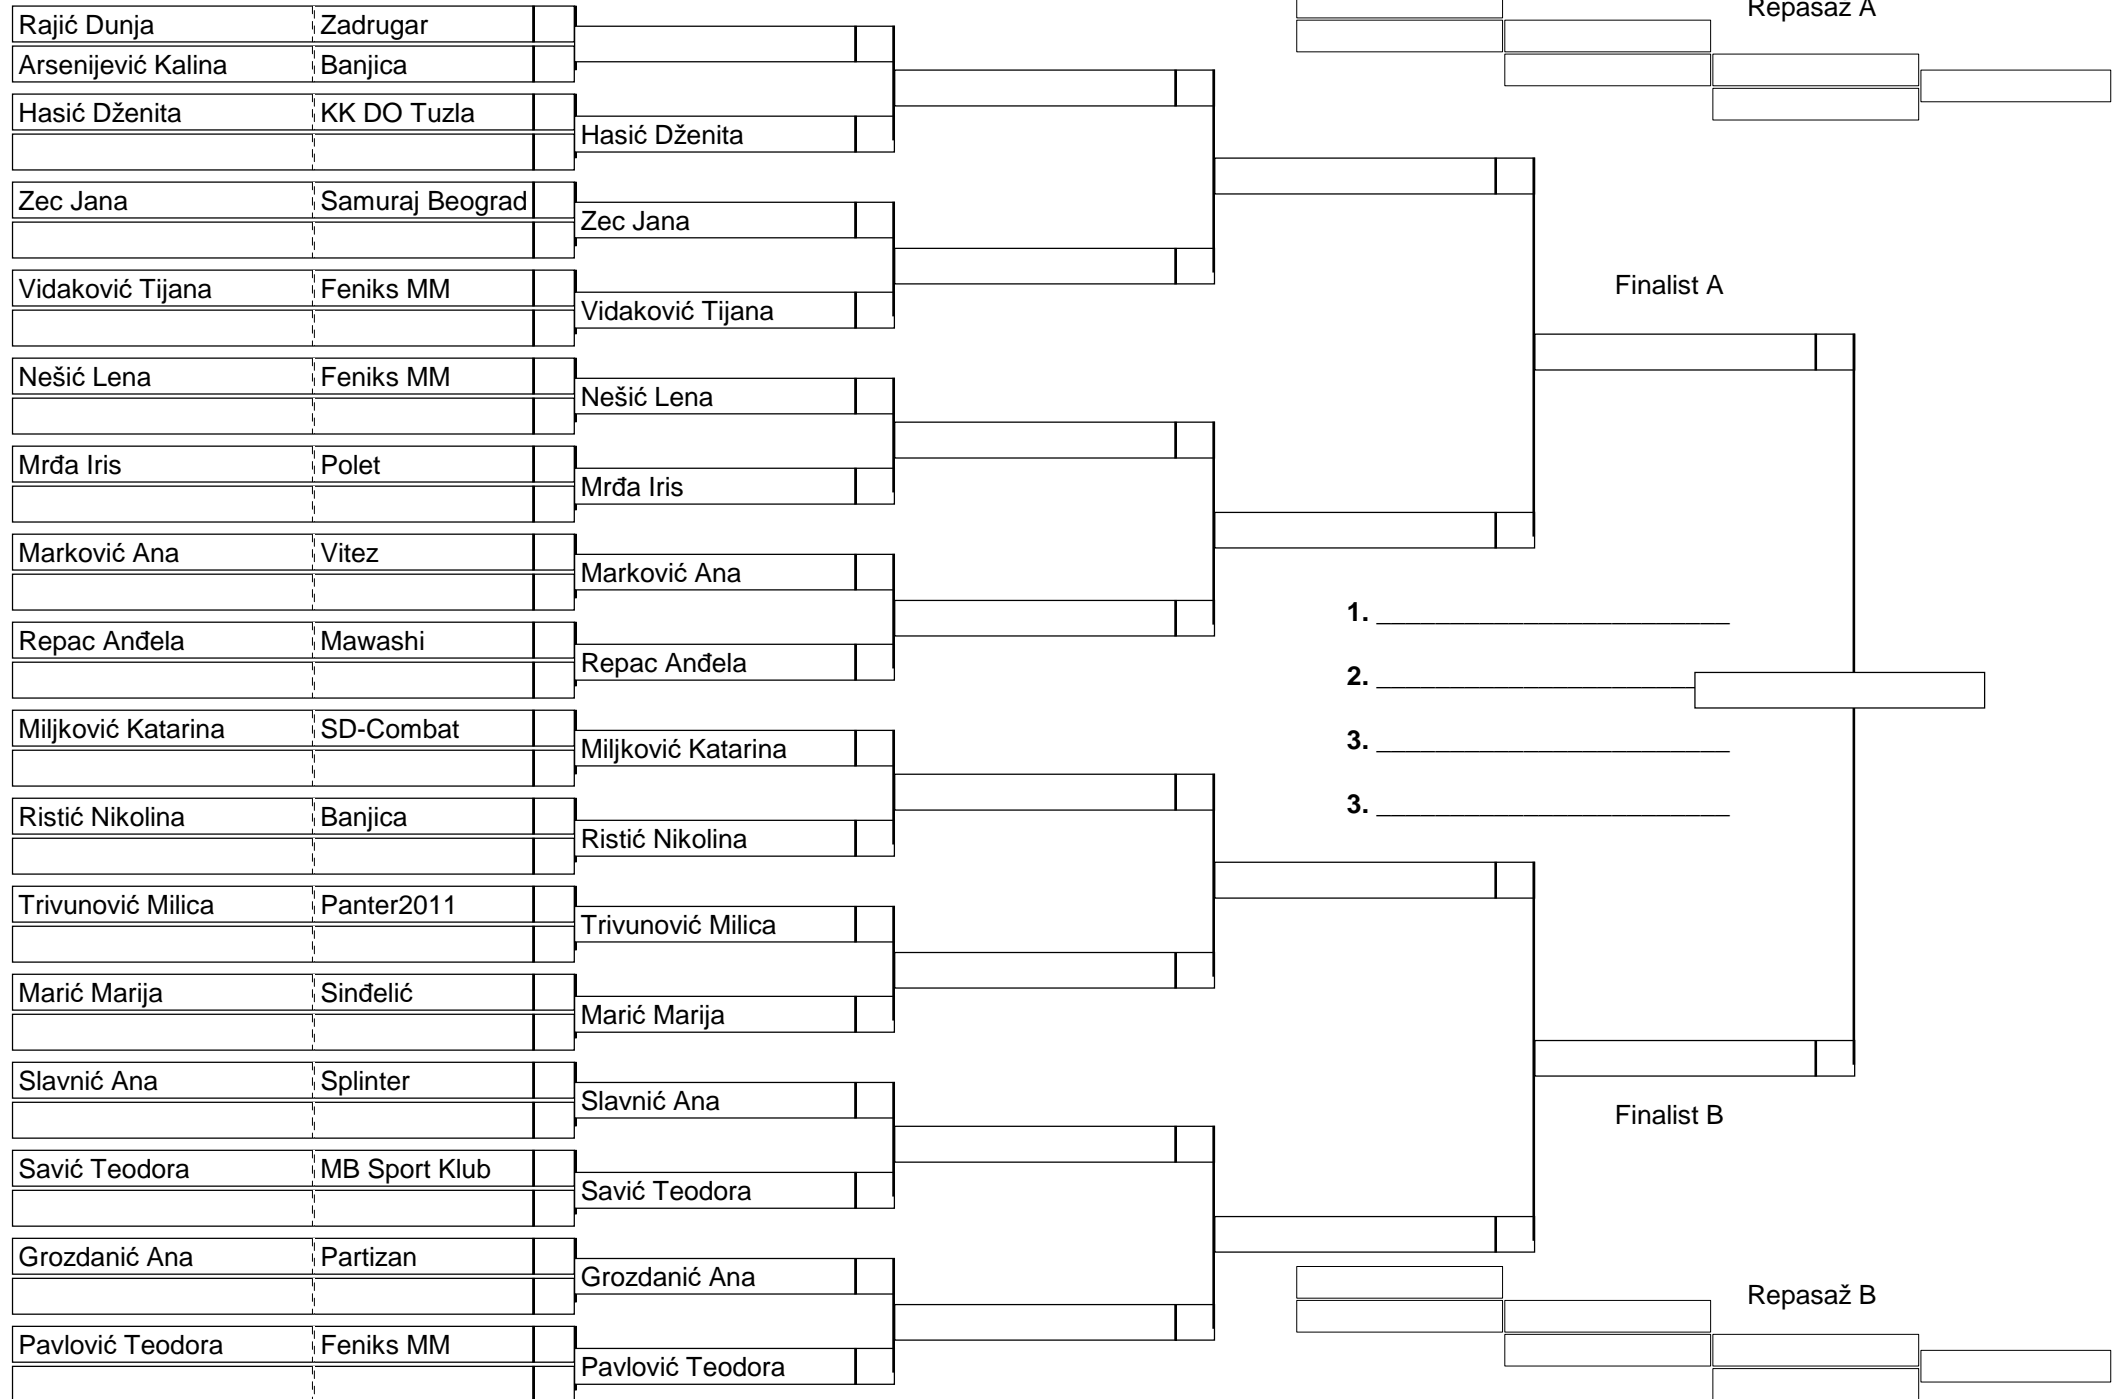 Repasaž A
Rajić Dunja Zadrugar
Arsenijević Kalina Banjica
Hasić Dženita KK DO Tuzla
Hasić Dženita
Zec Jana Samuraj Beograd
Zec Jana
Vidaković Tijana Feniks MM
Finalist A
Vidaković Tijana
Nešić Lena Feniks MM
Nešić Lena
Mrđa Iris Polet
Mrđa Iris
Marković Ana Vitez
Marković Ana
1. ________________________
Repac Anđela Mawashi
Repac Anđela
2. ________________________
Miljković Katarina SD-Combat
Miljković Katarina
3. ________________________
3. ________________________
Ristić Nikolina Banjica
Ristić Nikolina
Trivunović Milica Panter2011
Trivunović Milica
Marić Marija Sinđelić
Marić Marija
Slavnić Ana Splinter
Slavnić Ana
Finalist B
Savić Teodora MB Sport Klub
Savić Teodora
Grozdanić Ana Partizan
Grozdanić Ana
Repasaž B
Pavlović Teodora Feniks MM
Pavlović Teodora